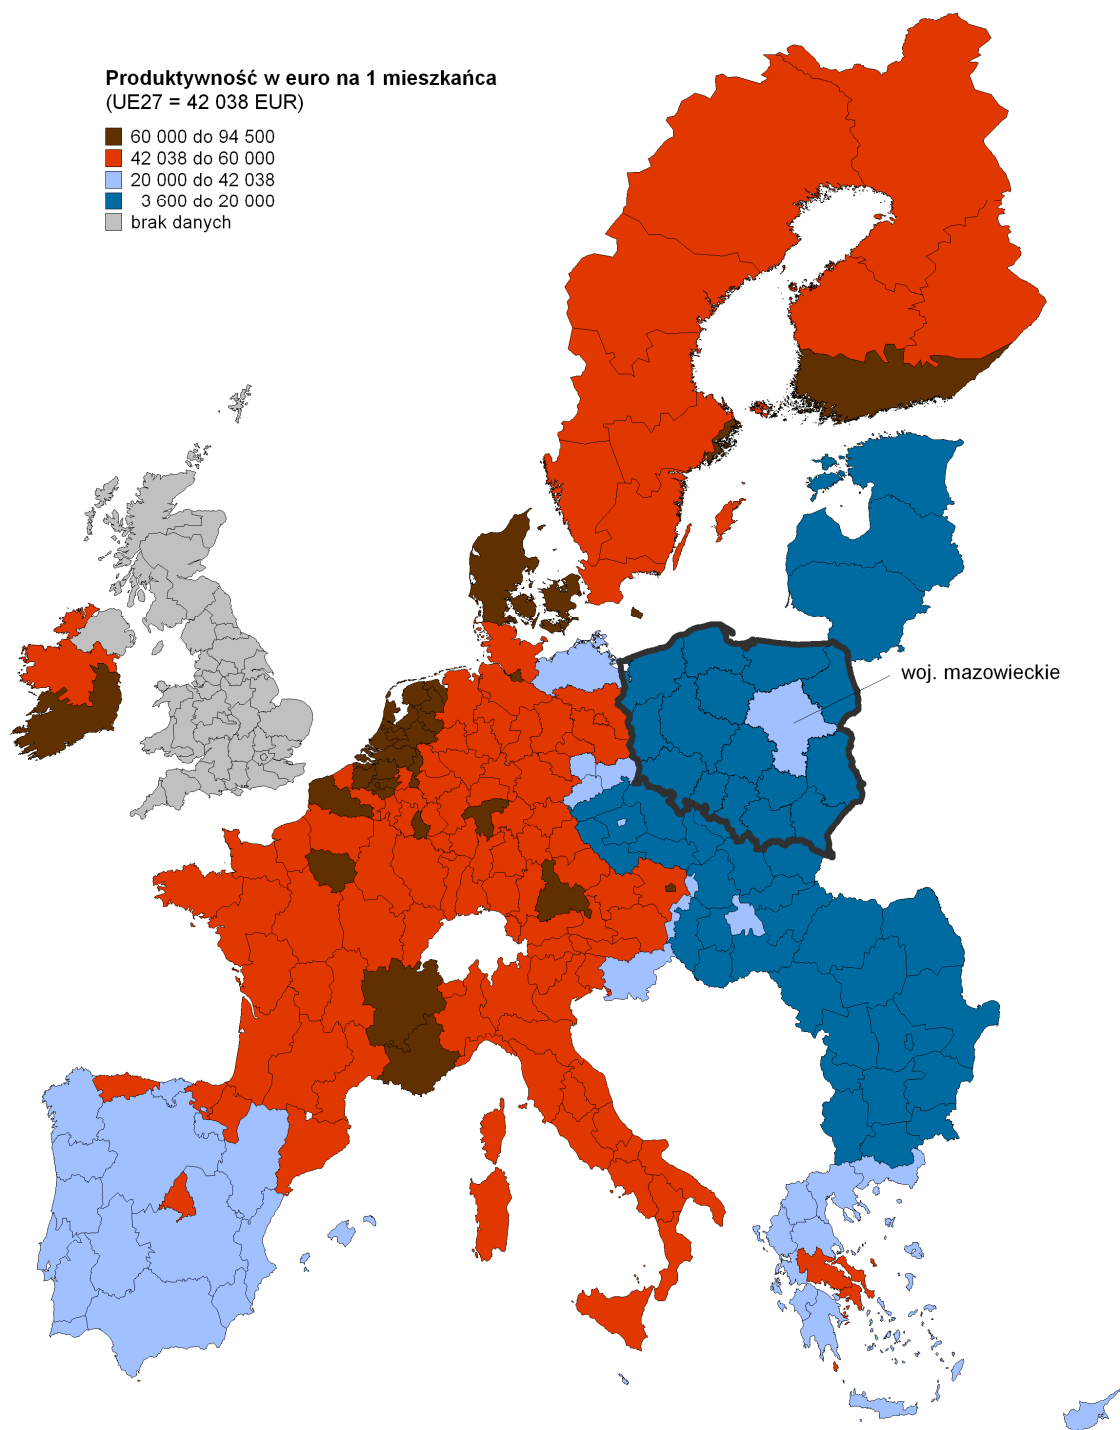 Produktywność w euro na 1 mieszkańca
(UE27 = 42 038 EUR)
60 000 do 94 500
42 038 do 60 000
20 000 do 42 038
3 600 do 20 000
brak danych
woj. mazowieckie